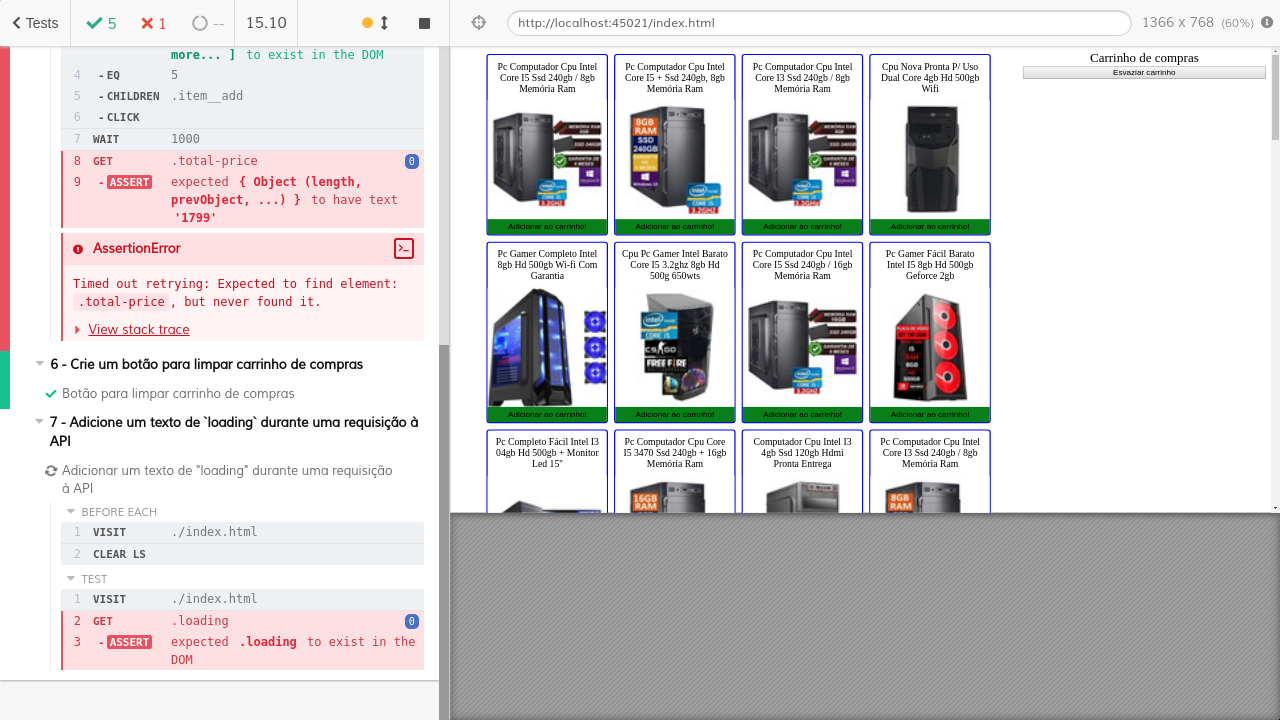 Tests
5
1
--
15.10
http://localhost:45021/index.html
1366 x 768 (60%)
more... ] to exist in the DOM
4 - EQ 5
5 - CHILDREN .item__add
6 - CLICK
7 WAIT 1000
8 GET .total-price 0
9 - ASSERT expected { Object (length,
prevObject, ...) } to have text
'1799'
AssertionError
Timed out retrying: Expected to find element:
.total-price , but never found it.
View stack trace
6 - Crie um botão para limpar carrinho de compras
Botão para limpar carrinho de compras
7 - Adicione um texto de `loading` durante uma requisição à
API
Adicionar um texto de "loading" durante uma requisição
à API
BEFORE EACH
1 VISIT ./index.html
2 CLEAR LS
TEST
1 VISIT ./index.html
2 GET .loading 0
3 - ASSERT expected .loading to exist in the
DOM
Pc Computador Cpu Intel
Core I5 Ssd 240gb / 8gb
Memória Ram
Adicionar ao carrinho!
Pc Computador Cpu Intel
Core I5 + Ssd 240gb, 8gb
Memória Ram
8GB
RAM
SSD
240GB
Adicionar ao carrinho!
Pc Computador Cpu Intel
Core I3 Ssd 240gb / 8gb
Memória Ram
Adicionar ao carrinho!
Cpu Nova Pronta P/ Uso
Dual Core 4gb Hd 500gb
Wifi
Adicionar ao carrinho!
Pc Gamer Completo Intel
8gb Hd 500gb Wi-fi Com
Garantia
Adicionar ao carrinho!
Cpu Pc Gamer Intel Barato
Core I5 3.2ghz 8gb Hd
500g 650wts
CS:GO
FREE FIRE
Adicionar ao carrinho!
Pc Computador Cpu Intel
Core I5 Ssd 240gb / 16gb
Memória Ram
Adicionar ao carrinho!
Pc Gamer Fácil Barato
Intel I5 8gb Hd 500gb
Geforce 2gb
Adicionar ao carrinho!
Pc Completo Fácil Intel I3
04gb Hd 500gb + Monitor
Led 15"
Pc Computador Cpu Core
I5 3470 Ssd 240gb + 16gb
Memória Ram
16GB
RAM
Computador Cpu Intel I3
4gb Ssd 120gb Hdmi
Pronta Entrega
Pc Computador Cpu Intel
Core I3 Ssd 240gb / 8gb
Memória Ram
8GB
RAM
Carrinho de compras
Esvaziar carrinho